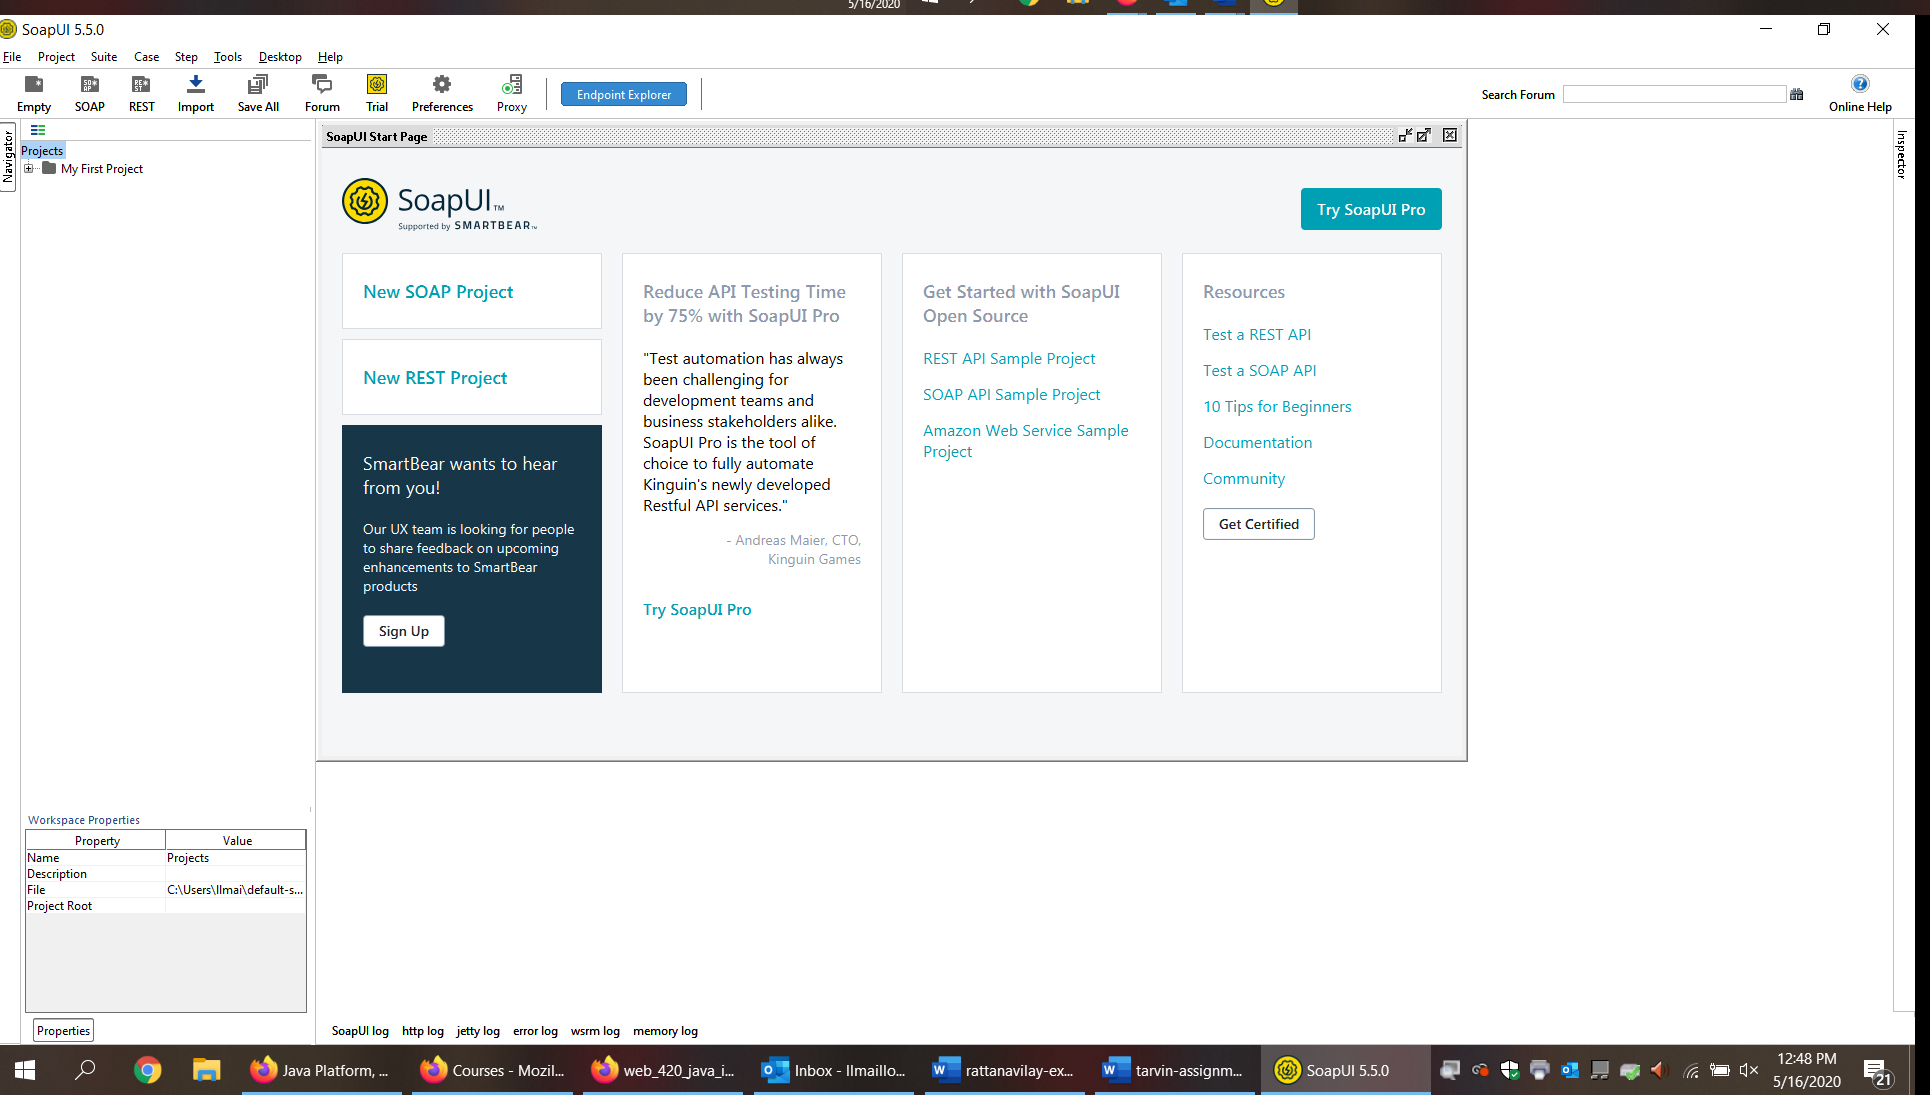 5/16/2020
SoapUI 5.5.0
File Project Suite Case Step Tools Desktop Help
Empty SOAP REST Import Save All Forum Trial Preferences Proxy Endpoint Explorer Search Forum Online Help
Navigator
Projects
My First Project
SoapUI Start Page
Inspector
SoapUI™
Supported by SMARTBEAR™
Try SoapUI Pro
New SOAP Project
New REST Project
SmartBear wants to hear
from you!
Our UX team is looking for people
to share feedback on upcoming
enhancements to SmartBear
products
Sign Up
Reduce API Testing Time
by 75% with SoapUI Pro
"Test automation has always
been challenging for
development teams and
business stakeholders alike.
SoapUI Pro is the tool of
choice to fully automate
Kinguin's newly developed
Restful API services."
- Andreas Maier, CTO,
Kinguin Games
Try SoapUI Pro
Get Started with SoapUI
Open Source
REST API Sample Project
SOAP API Sample Project
Amazon Web Service Sample
Project
Resources
Test a REST API
Test a SOAP API
10 Tips for Beginners
Documentation
Community
Get Certified
Workspace Properties
Property Value
Name Projects
Description
File C:\Users\llmai\default-s...
Project Root
Properties
SoapUI log http log jetty log error log wsrm log memory log
Java Platform, ... Courses - Mozil... web_420_java_i... Inbox - llmaillo... rattanavilay-ex... tarvin-assignm... SoapUI 5.5.0
12:48 PM
5/16/2020
21